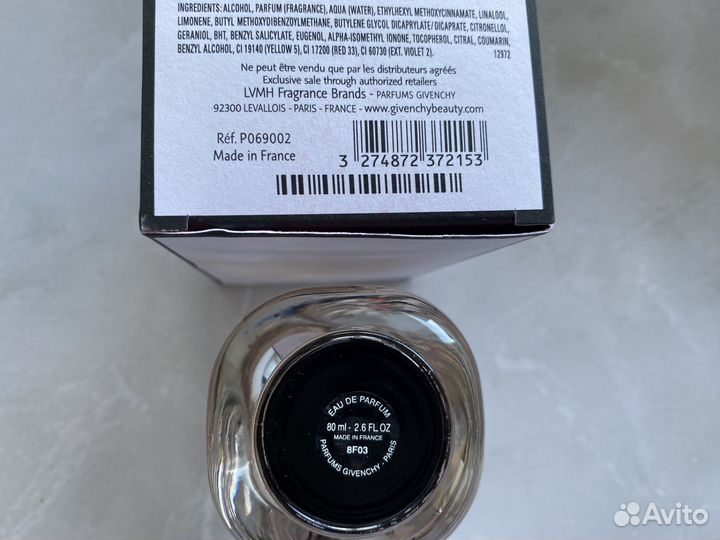 INGREDIENTS: ALCOHOL, PARFUM (FRAGRANCE), AQUA (WATER), ETHYLHEXYL METHOXYCINNAMATE, LINALOOL,
LIMONENE, BUTYL METHOXYDIBENZOYLMETHANE, BUTYLENE GLYCOL DICAPRYLATE/DICAPRATE, CITRONELLOL,
GERANIOL, BHT, BENZYL SALICYLATE, EUGENOL, ALPHA-ISOMETHYL IONONE, TOCOPHEROL, CITRAL, COUMARIN,
BENZYL ALCOHOL, CI 19140 (YELLOW 5), CI 17200 (RED 33), CI 60730 (EXT. VIOLET 2). 12972
Ne peut être vendu que par les distributeurs agréés
Exclusive sale through authorized retailers
LVMH Fragrance Brands - PARFUMS GIVENCHY
92300 LEVALLOIS - PARIS - FRANCE - www.givenchybeauty.com
Réf. P069002
Made in France
3 274872 372153
EAU DE PARFUM
80 ml - 2.6 FL OZ
MADE IN FRANCE
8F03
PARFUMS GIVENCHY - PARIS
Avito